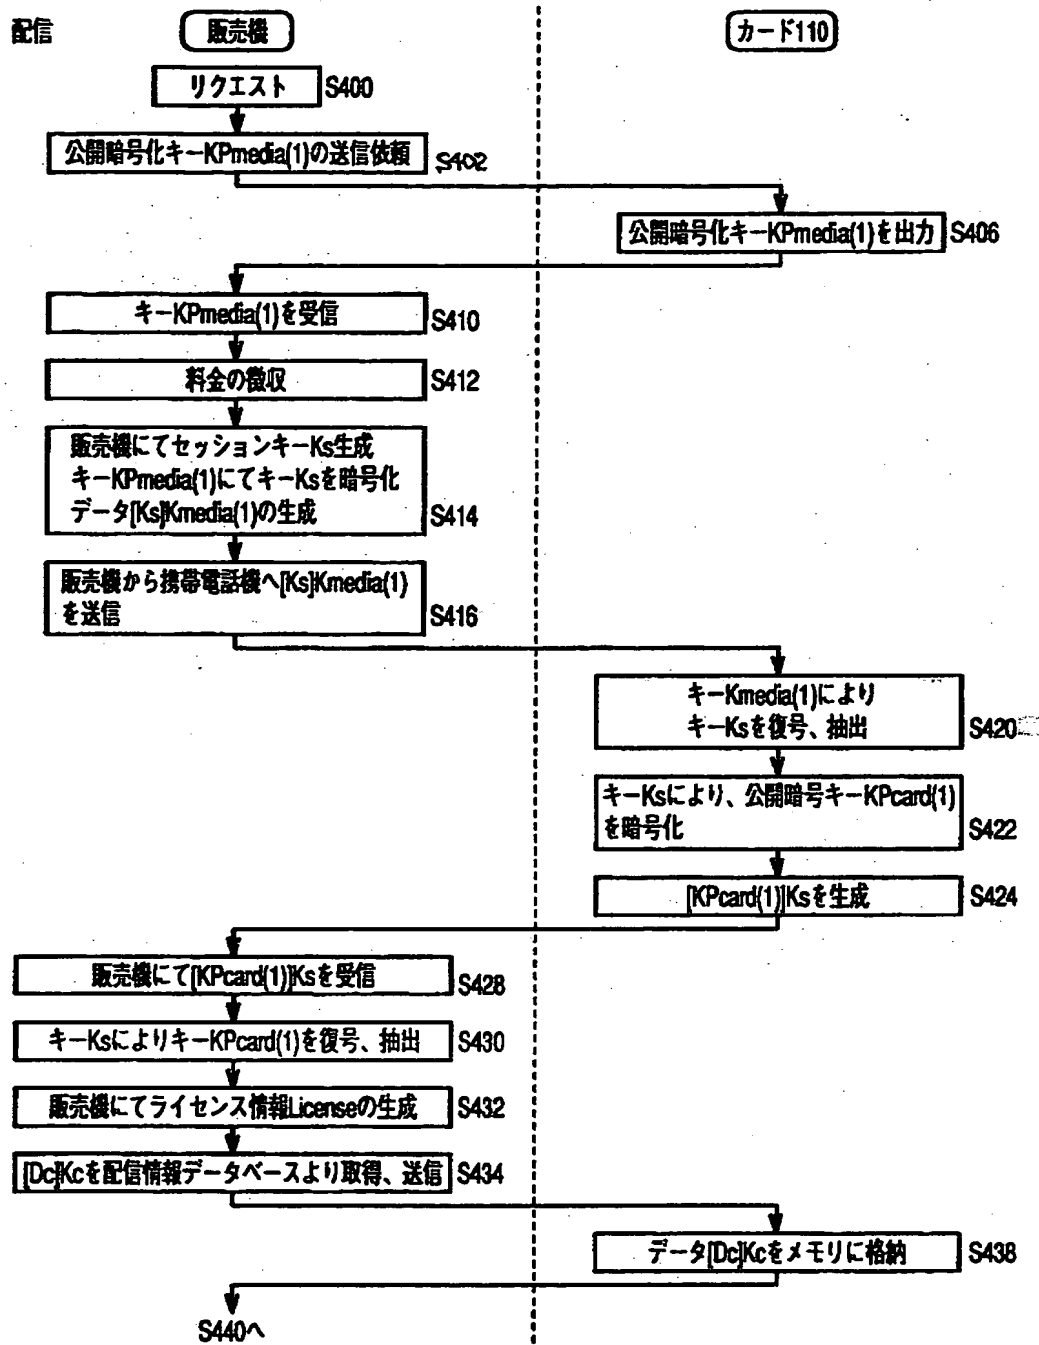 配信
販売機
カード110
リクエスト
S400
公開暗号化キーKPmedia(1)の送信依頼
S402
公開暗号化キーKPmedia(1)を出力
S406
キーKPmedia(1)を受信
S410
料金の徴収
S412
販売機にてセッションキーKs生成
キーKPmedia(1)にてキーKsを暗号化
データ[Ks]Kmedia(1)の生成
S414
販売機から携帯電話機へ[Ks]Kmedia(1)
を送信
S416
キーKmedia(1)により
キーKsを復号、抽出
S420
キーKsにより、公開暗号キーKPcard(1)
を暗号化
S422
[KPcard(1)]Ksを生成
S424
販売機にて[KPcard(1)]Ksを受信
S428
キーKsによりキーKPcard(1)を復号、抽出
S430
販売機にてライセンス情報Licenseの生成
S432
[Dc]Kcを配信情報データベースより取得、送信
S434
データ[Dc]Kcをメモリに格納
S438
S440へ